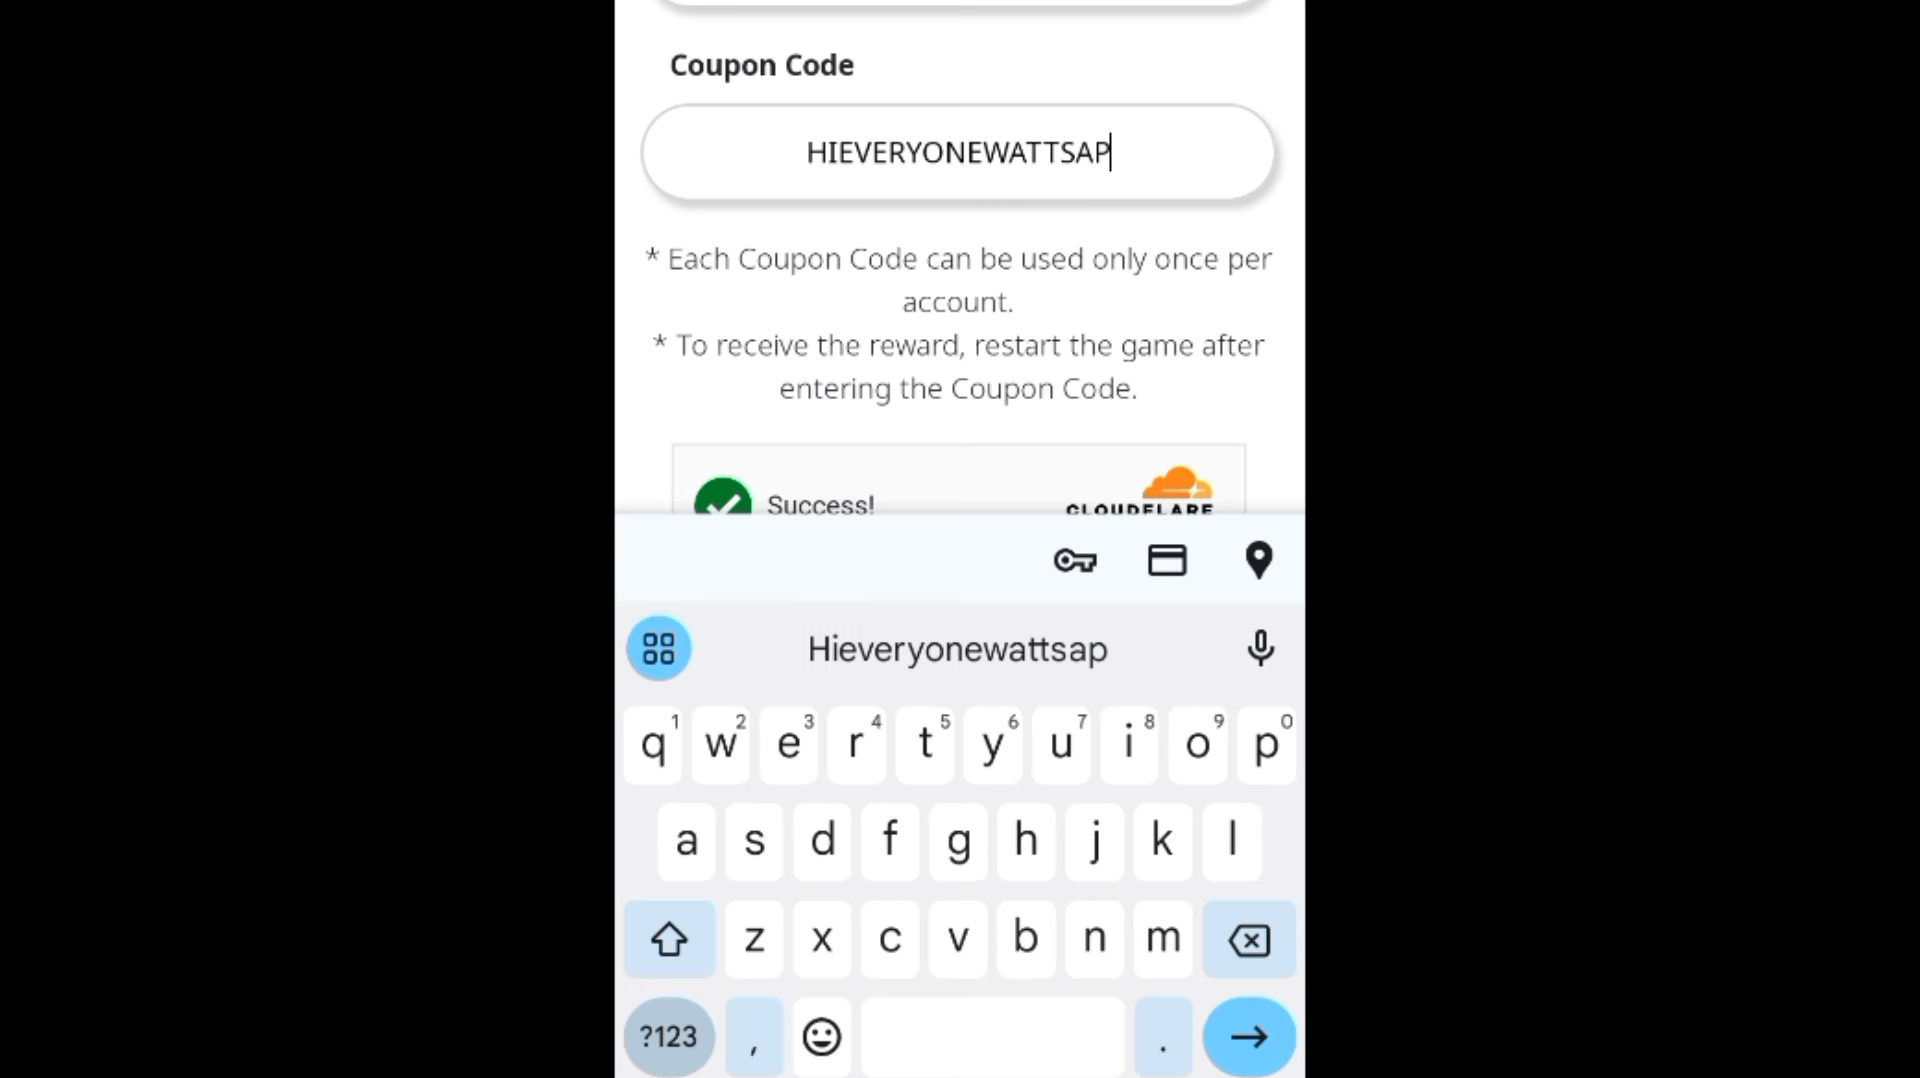 Coupon Code
HIEVERYONEWATTSAP
* Each Coupon Code can be used only once per
account.
* To receive the reward, restart the game after
entering the Coupon Code.
Success!
CLOUDFLARE
Hieveryonewattsap
q1 w2 e3 r4 t5 y6 u7 i8 o9 p0
a s d f g h j k l
z x c v b n m
?123 , .